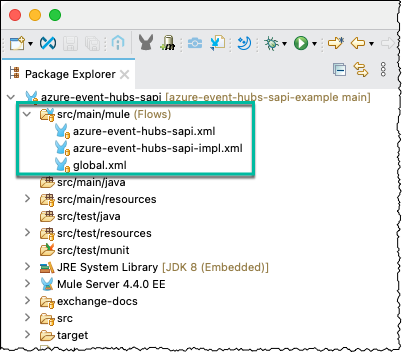 Package Explorer
azure-event-hubs-sapi [azure-event-hubs-sapi-example main]
src/main/mule (Flows)
azure-event-hubs-sapi.xml
azure-event-hubs-sapi-impl.xml
global.xml
src/main/java
src/main/resources
src/test/java
src/test/resources
src/test/munit
JRE System Library [JDK 8 (Embedded)]
Mule Server 4.4.0 EE
exchange-docs
src
target